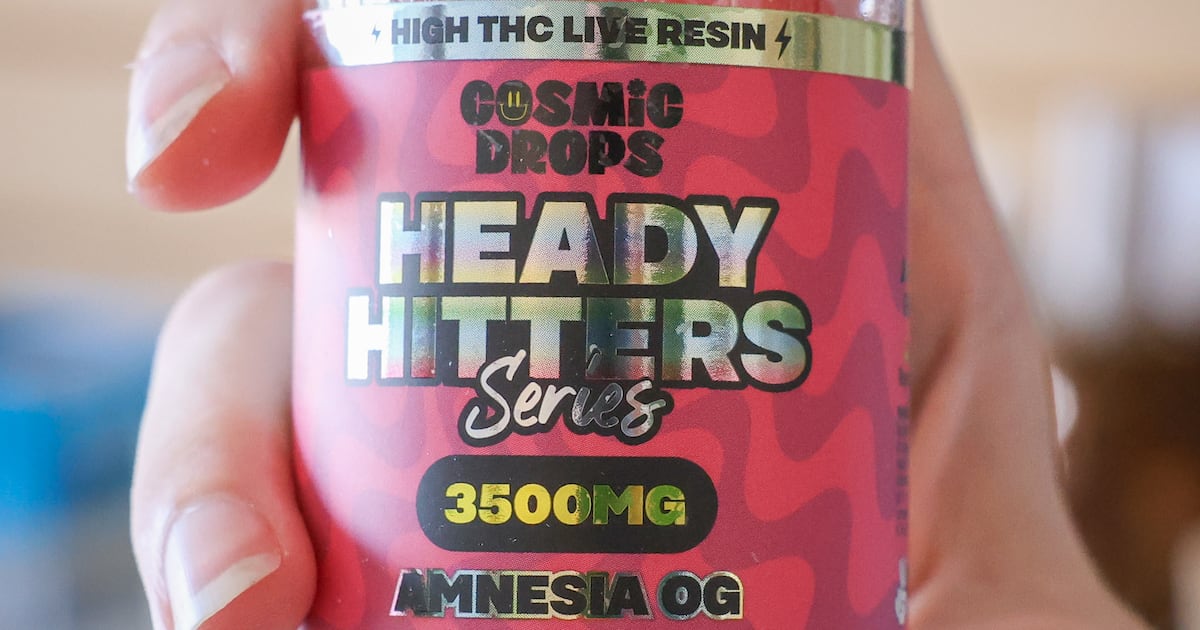 HIGH THC LIVE RESIN
COSMiC
DROPS
HEADY
HITTERS
Series
3500MG
AMNESIA OG